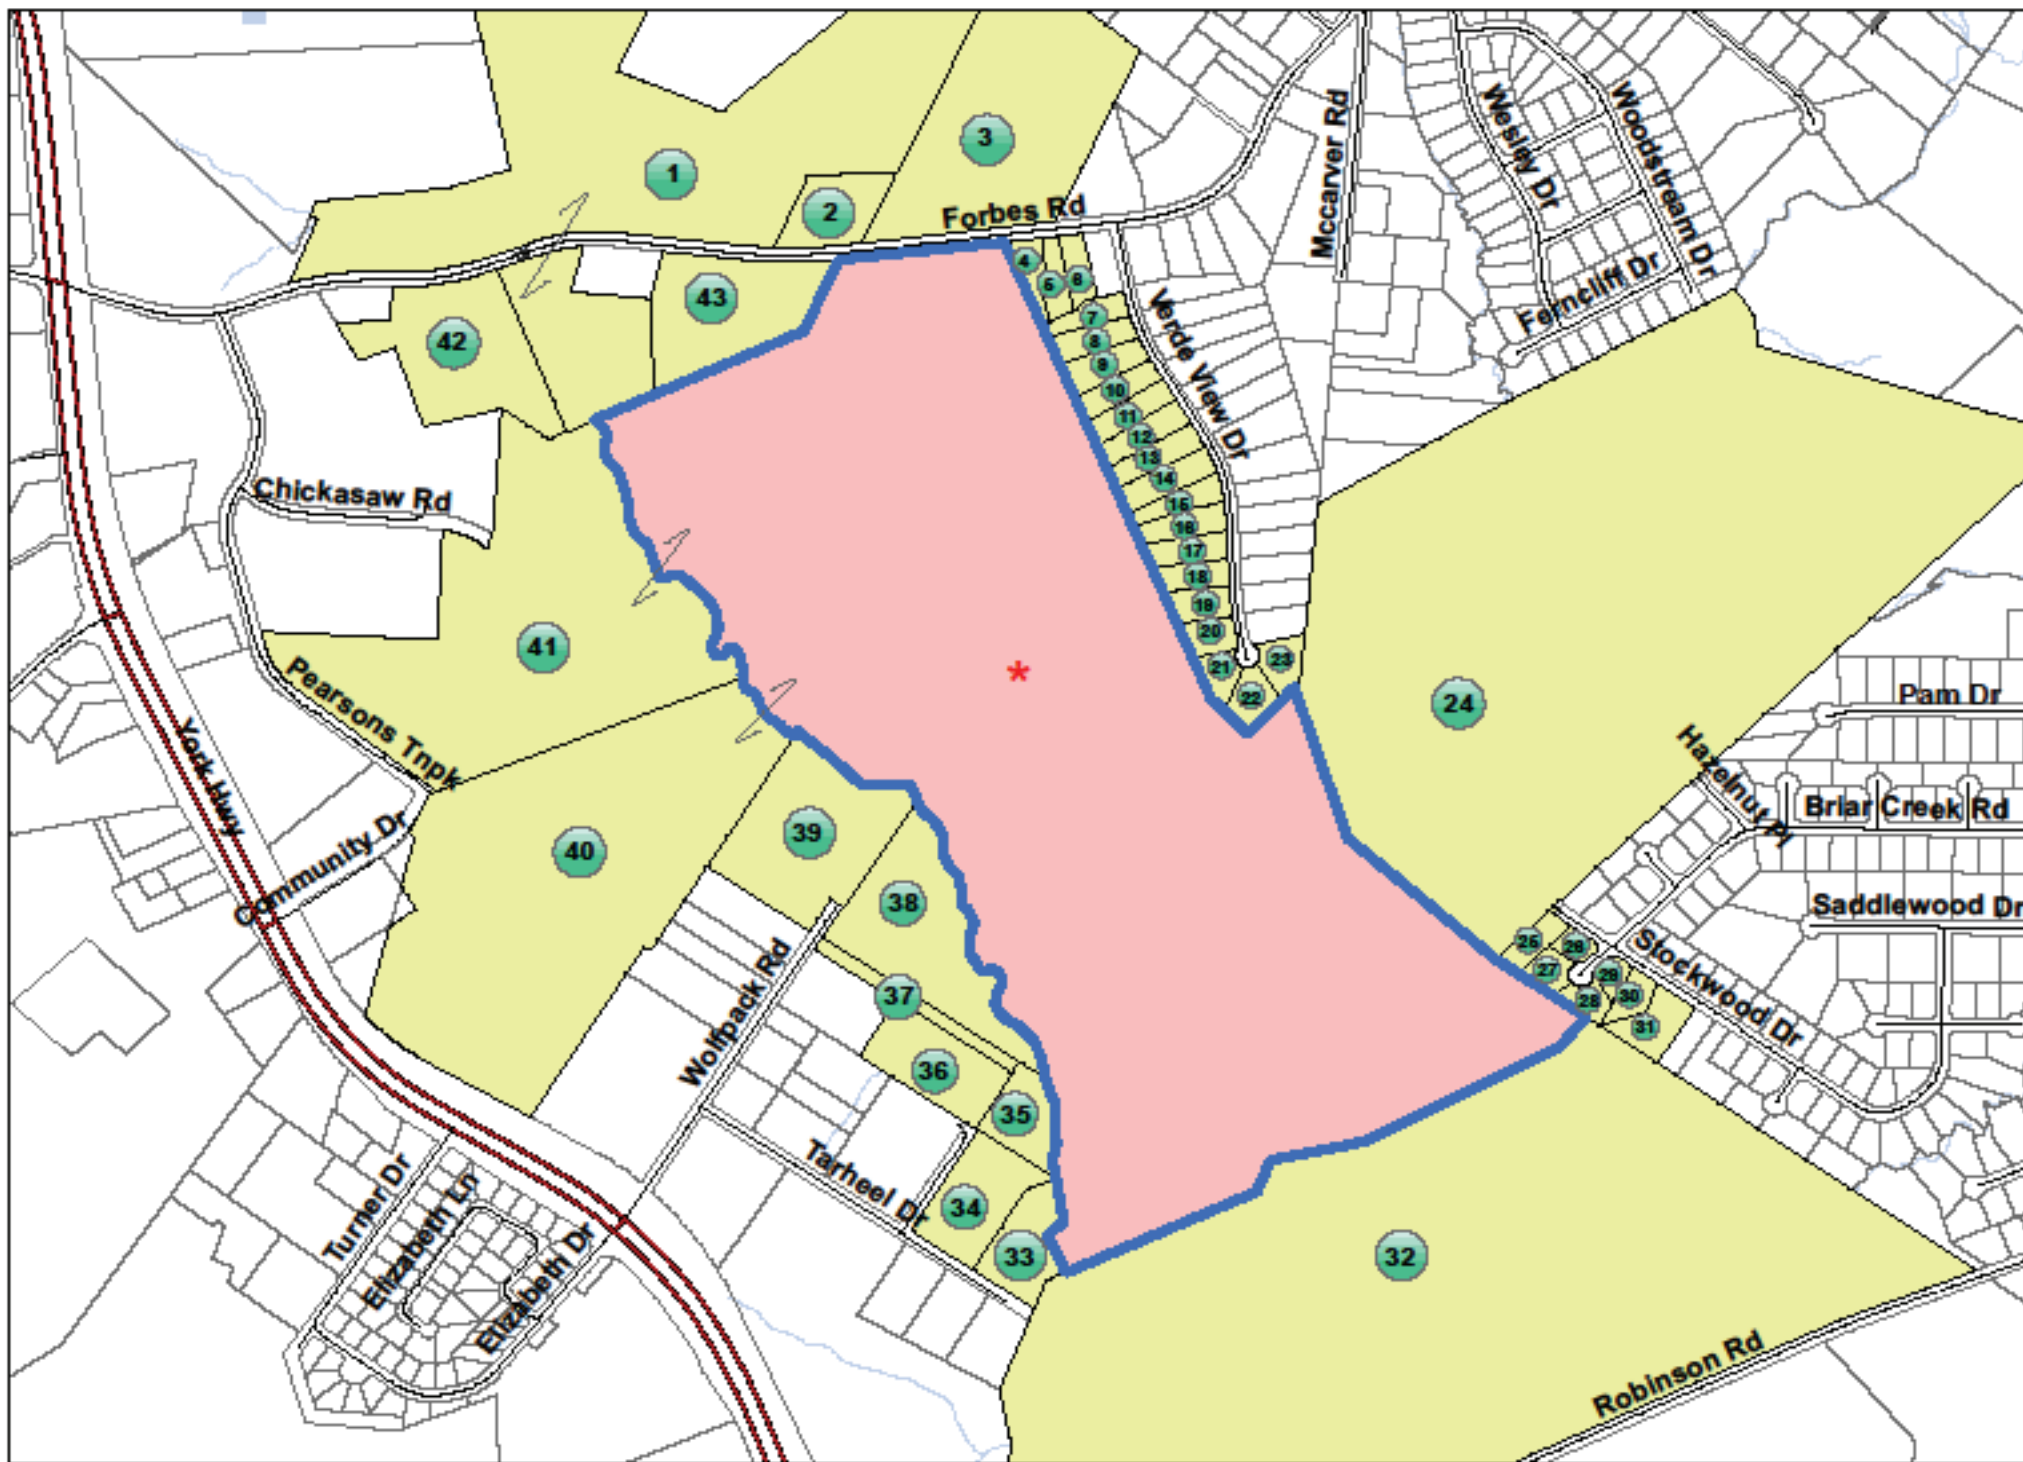 3
1
2
Forbes Rd
Mccarver Rd
Wesley Dr
Woodstream Dr
Ferncliff Dr
4
5
6
43
42
7
8
9
10
11
12
13
14
15
16
17
18
19
20
21
22
23
Verde View Dr
Chickasaw Rd
41
*
24
Pearsons Tnpk
York Hwy
Community Dr
40
39
38
37
36
35
34
33
32
Wolfpack Rd
Tarheel Dr
Turner Dr
Elizabeth Ln
Elizabeth Dr
Pam Dr
Hazelnut Pl
Briar Creek Rd
Saddlewood Dr
Stockwood Dr
25
26
27
28
29
30
31
Robinson Rd